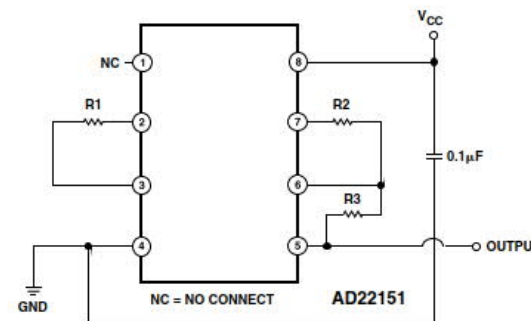 V_CC
NC 1 8
R1 R2
2 7
0.1µF
3 6
R3
4 5 OUTPUT
GND
NC = NO CONNECT AD22151